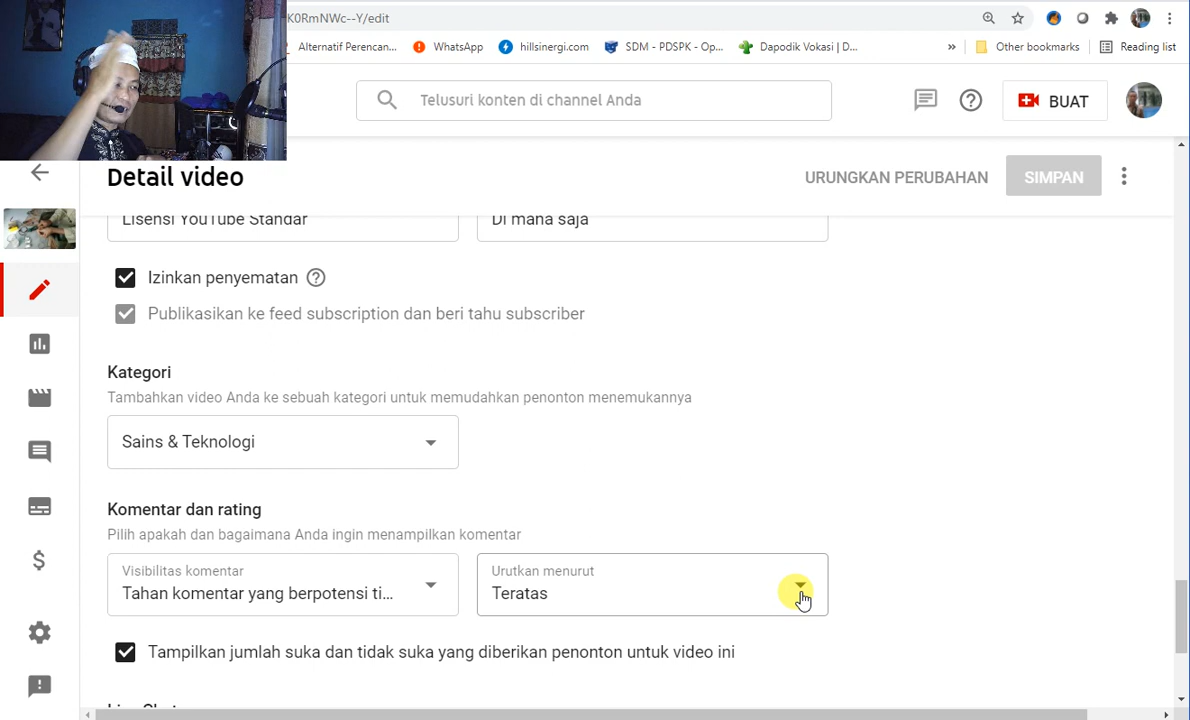 K0RmNWc--Y/edit
Alternatif Perencan... WhatsApp hillsinergi.com SDM - PDSPK - Op... Dapodik Vokasi | D... » Other bookmarks Reading list
Telusuri konten di channel Anda
BUAT
Detail video
URUNGKAN PERUBAHAN
SIMPAN
Lisensi YouTube Standar
Di mana saja
Izinkan penyematan
Publikasikan ke feed subscription dan beri tahu subscriber
Kategori
Tambahkan video Anda ke sebuah kategori untuk memudahkan penonton menemukannya
Sains & Teknologi
Komentar dan rating
Pilih apakah dan bagaimana Anda ingin menampilkan komentar
Visibilitas komentar
Tahan komentar yang berpotensi ti...
Urutkan menurut
Teratas
Tampilkan jumlah suka dan tidak suka yang diberikan penonton untuk video ini